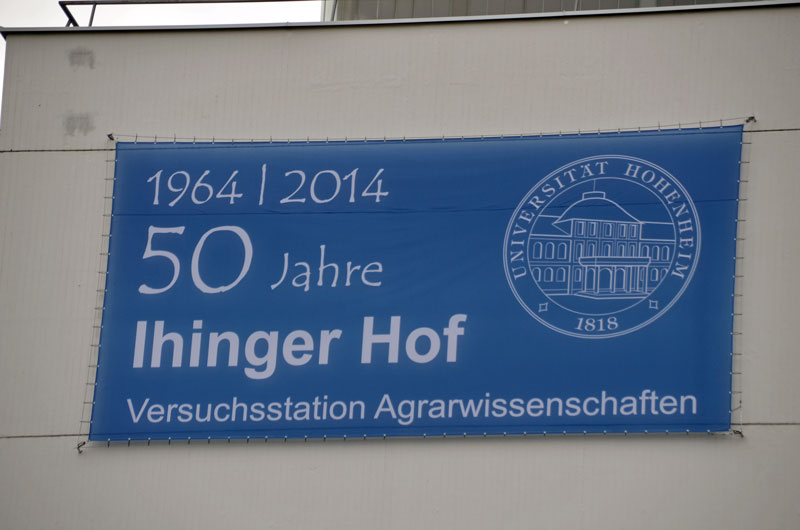 1964 | 2014
50 Jahre
Ihinger Hof
Versuchsstation Agrarwissenschaften
UNIVERSITÄT HOHENHEIM
1818